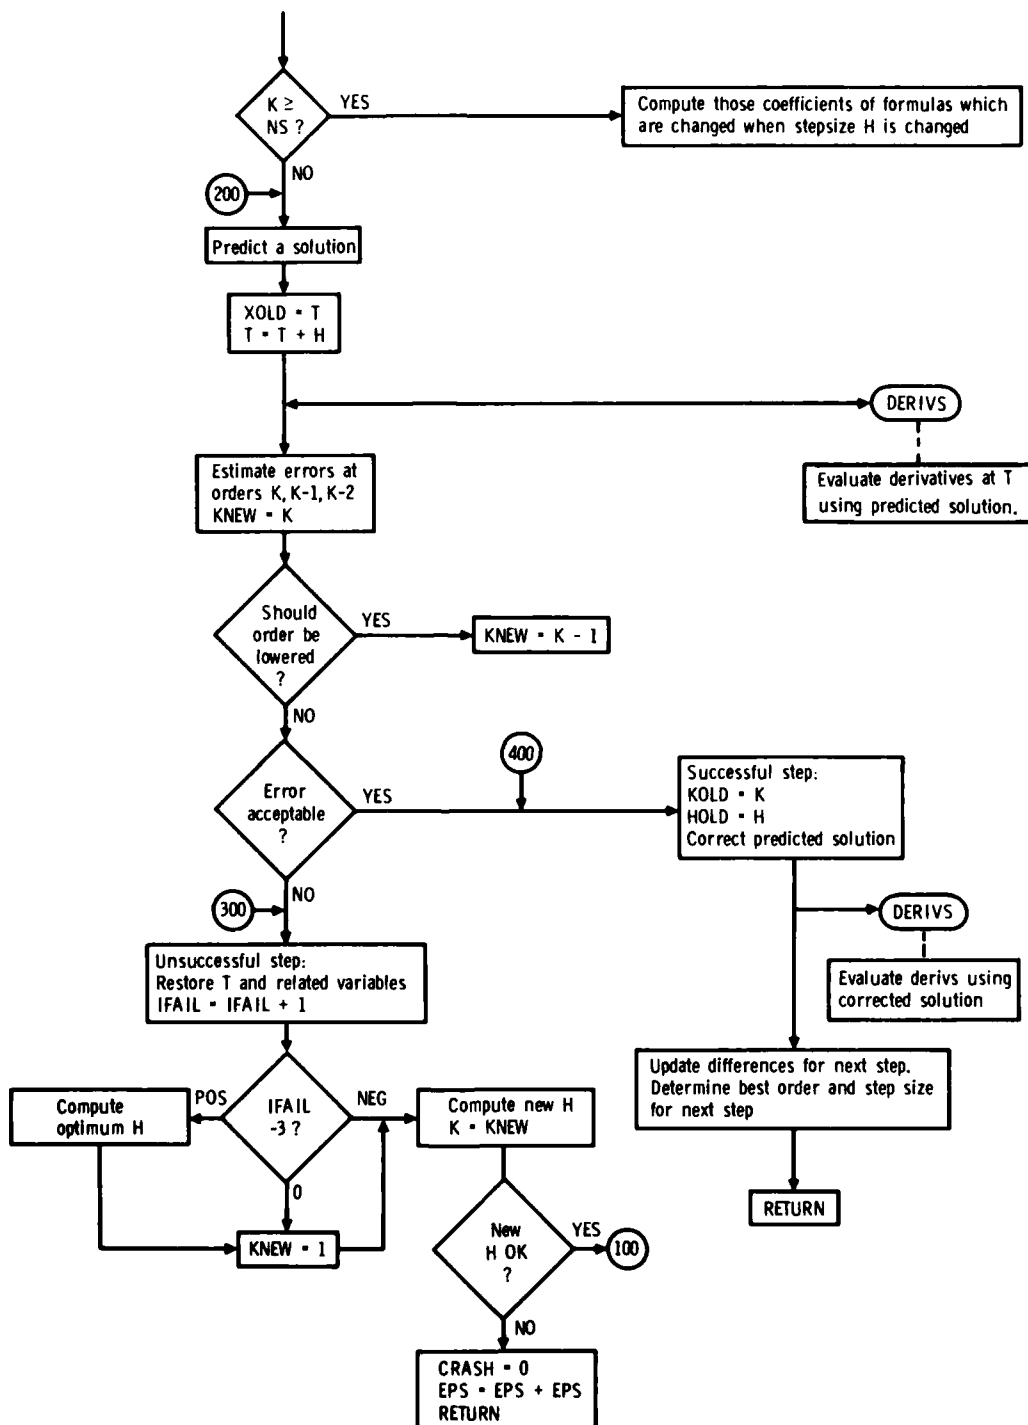 K ≥
NS ?
YES
Compute those coefficients of formulas which
are changed when stepsize H is changed
NO
200
Predict a solution
XOLD = T
T = T + H
DERIVS
Evaluate derivatives at T
using predicted solution.
Estimate errors at
orders K, K-1, K-2
KNEW = K
Should
order be
lowered
?
YES
KNEW = K - 1
NO
400
Error
acceptable
?
YES
Successful step:
KOLD = K
HOLD = H
Correct predicted solution
NO
300
DERIVS
Evaluate derivs using
corrected solution
Unsuccessful step:
Restore T and related variables
IFAIL = IFAIL + 1
Update differences for next step.
Determine best order and step size
for next step
RETURN
IFAIL
-3 ?
POS
Compute
optimum H
NEG
Compute new H
K = KNEW
0
KNEW = 1
New
H OK
?
YES
100
NO
CRASH = 0
EPS = EPS + EPS
RETURN